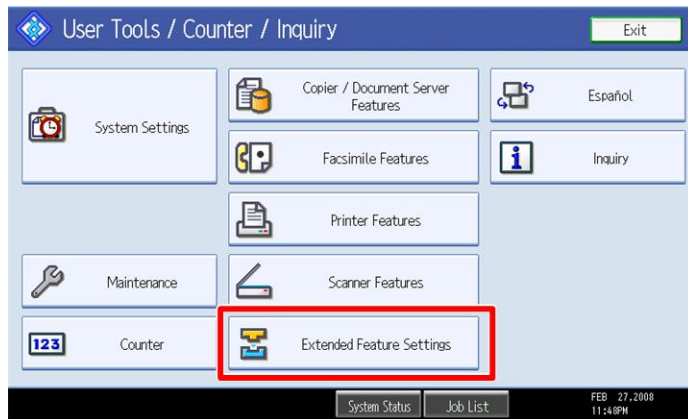 User Tools / Counter / Inquiry
Exit
System Settings
Copier / Document Server
Features
Español
Facsimile Features
Inquiry
Printer Features
Maintenance
Scanner Features
123
Counter
Extended Feature Settings
System Status
Job List
FEB 27,2008
11:48PM